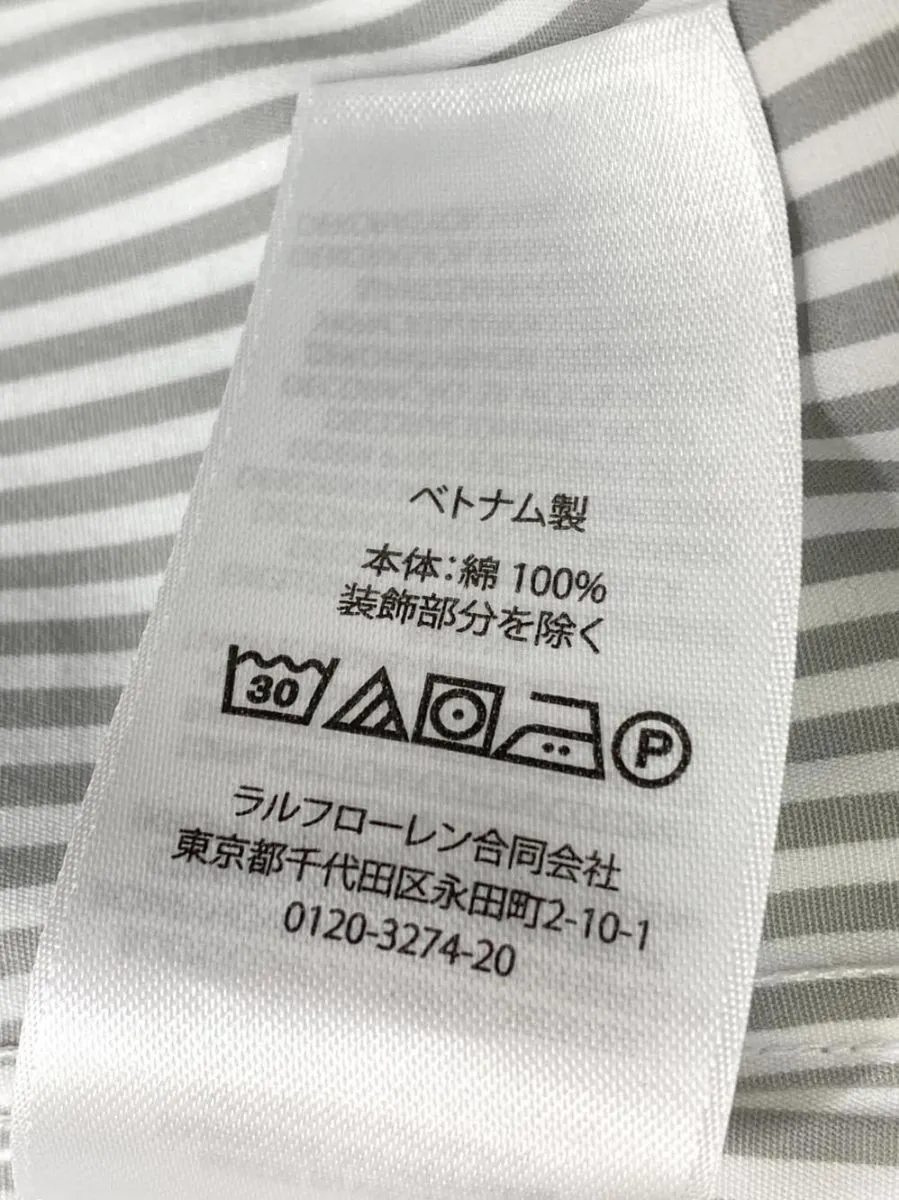 ベトナム製
本体：綿 100%
装飾部分を除く
30
P
ラルフローレン合同会社
東京都千代田区永田町2-10-1
0120-3274-20